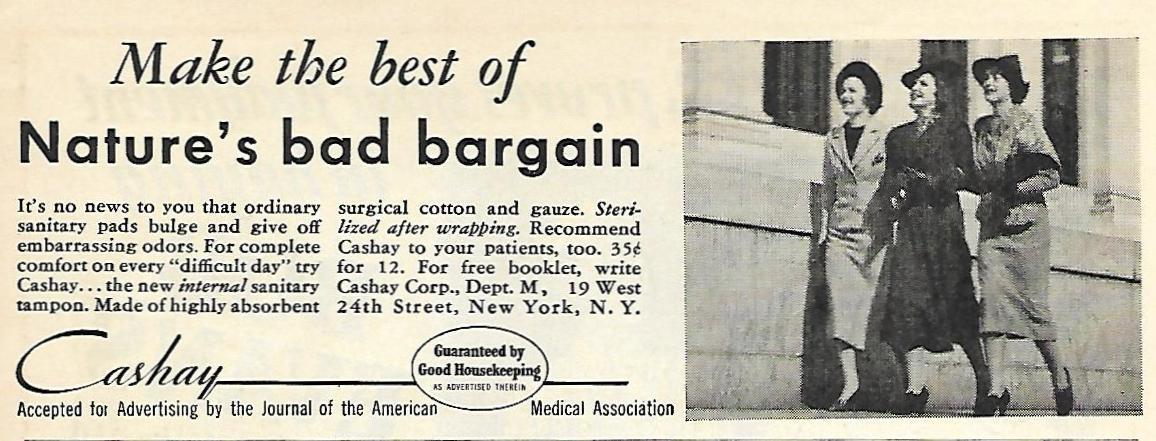 Make the best of
Nature's bad bargain
It's no news to you that ordinary
sanitary pads bulge and give off
embarrassing odors. For complete
comfort on every "difficult day" try
Cashay... the new internal sanitary
tampon. Made of highly absorbent
surgical cotton and gauze. Steri-
lized after wrapping. Recommend
Cashay to your patients, too. 35¢
for 12. For free booklet, write
Cashay Corp., Dept. M, 19 West
24th Street, New York, N. Y.
Cashay
Guaranteed by
Good Housekeeping
AS ADVERTISED THEREIN
Accepted for Advertising by the Journal of the American Medical Association